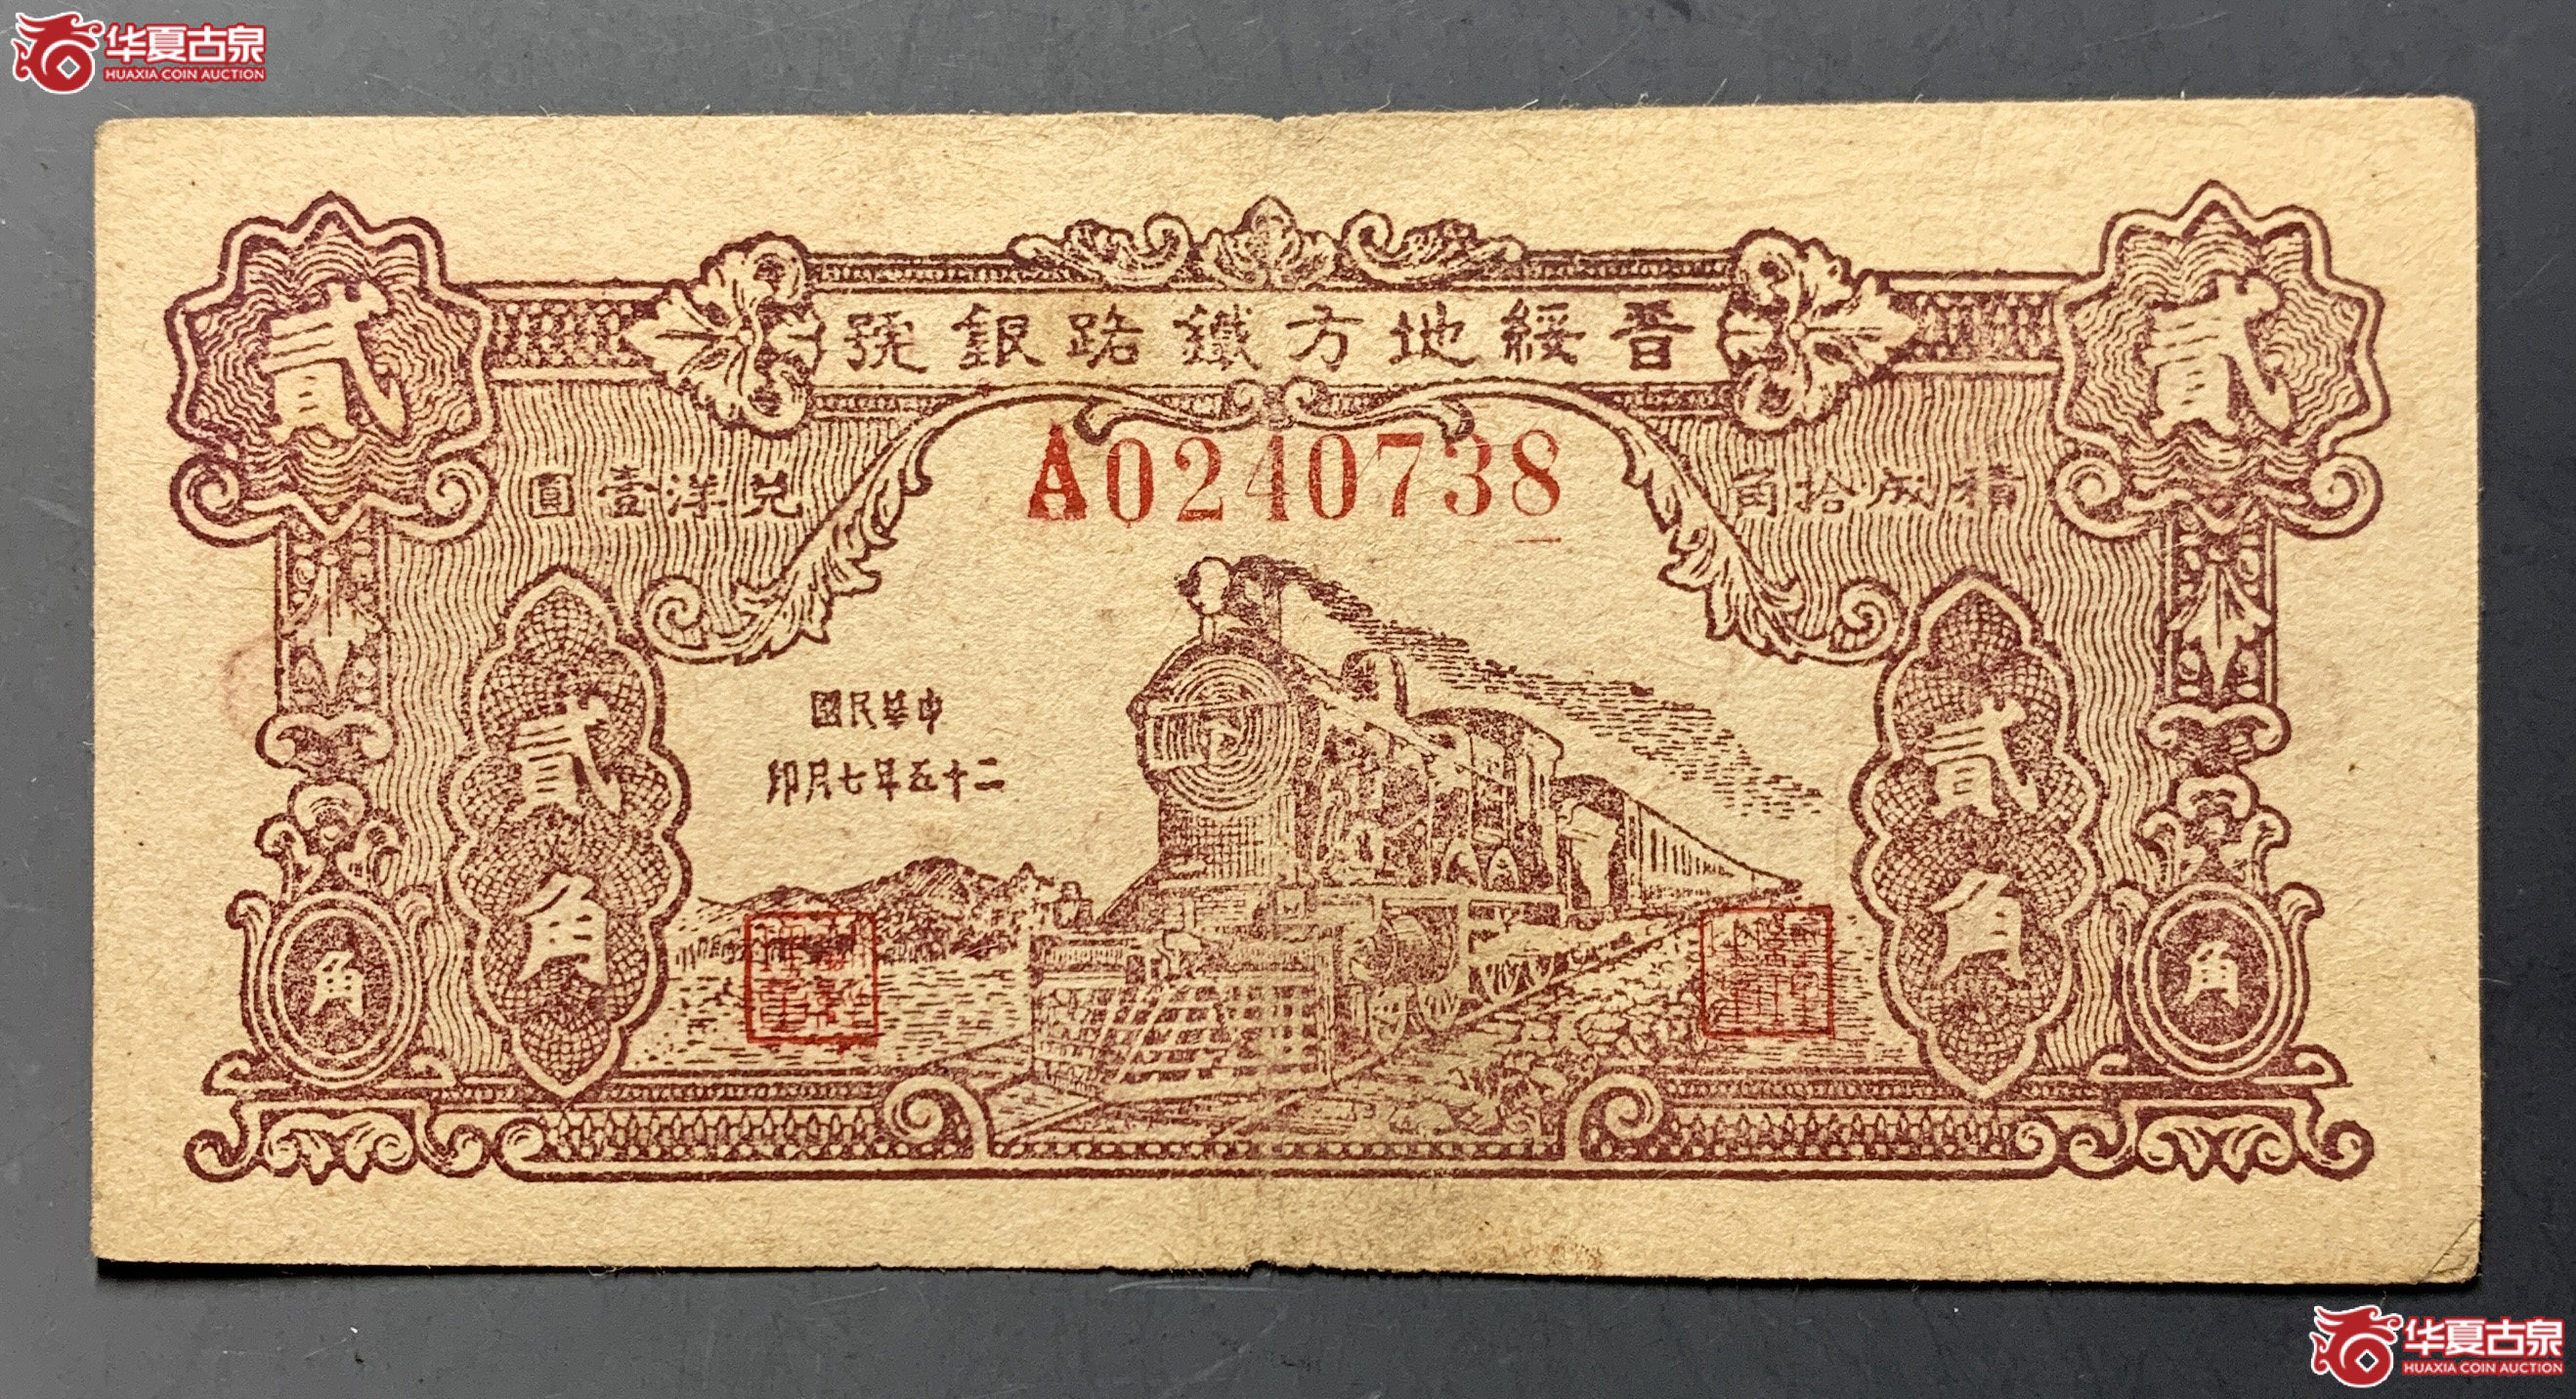 华夏古泉
HUAXIA COIN AUCTION
晉綏地方鐵路銀號
貳
貳
A0240738
積成拾角
兌洋壹圓
中華民國
二十五年七月印
貳角
貳角
角
角
华夏古泉
HUAXIA COIN AUCTION